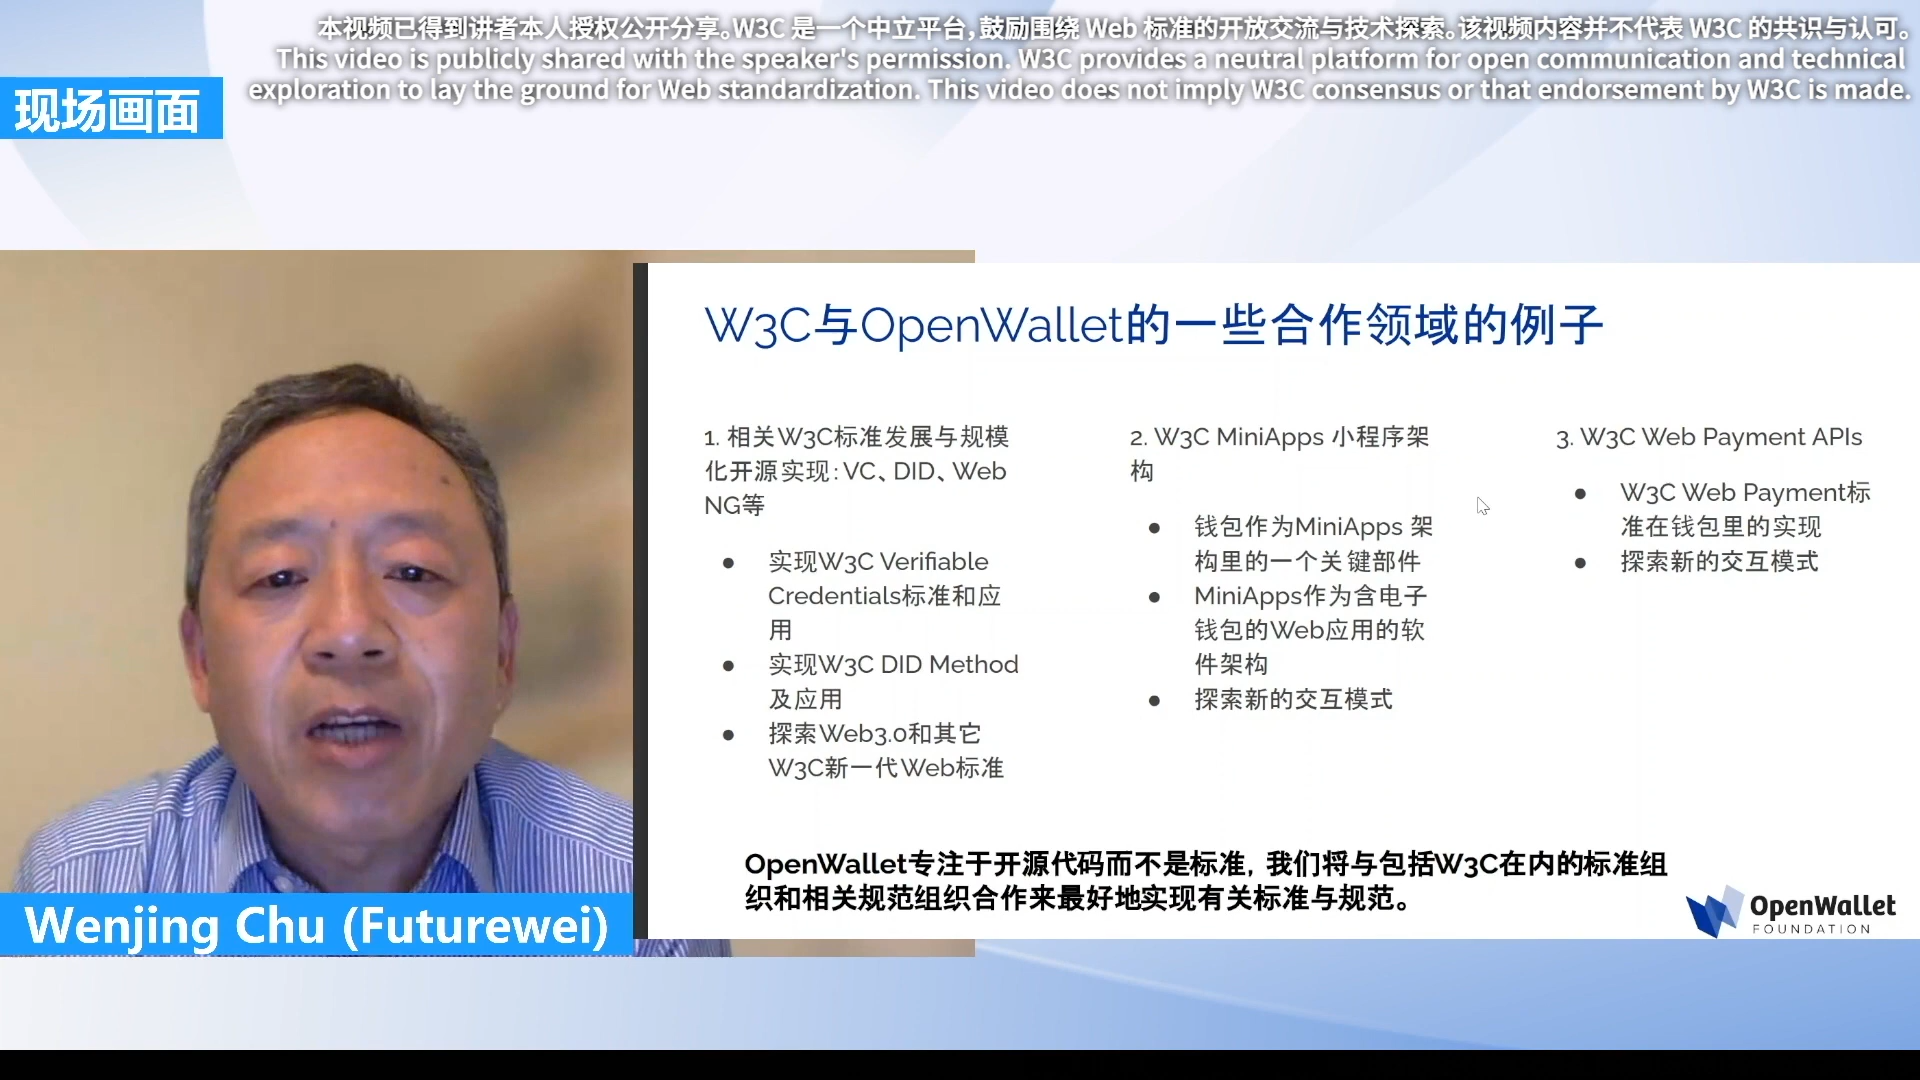 本视频已得到讲者本人授权公开分享。W3C 是一个中立平台，鼓励围绕 Web 标准的开放交流与技术探索。该视频内容并不代表 W3C 的共识与认可。
This video is publicly shared with the speaker's permission. W3C provides a neutral platform for open communication and technical
exploration to lay the ground for Web standardization. This video does not imply W3C consensus or that endorsement by W3C is made.
现场画面
W3C与OpenWallet的一些合作领域的例子
1. 相关W3C标准发展与规模
化开源实现：VC、DID、Web
NG等
● 实现W3C Verifiable
Credentials标准和应
用
● 实现W3C DID Method
及应用
● 探索Web3.0和其它
W3C新一代Web标准
2. W3C MiniApps 小程序架
构
● 钱包作为MiniApps 架
构里的一个关键部件
● MiniApps作为含电子
钱包的Web应用的软
件架构
● 探索新的交互模式
3. W3C Web Payment APIs
● W3C Web Payment标
准在钱包里的实现
● 探索新的交互模式
OpenWallet专注于开源代码而不是标准，我们将与包括W3C在内的标准组
织和相关规范组织合作来最好地实现有关标准与规范。
OpenWallet
FOUNDATION
Wenjing Chu (Futurewei)